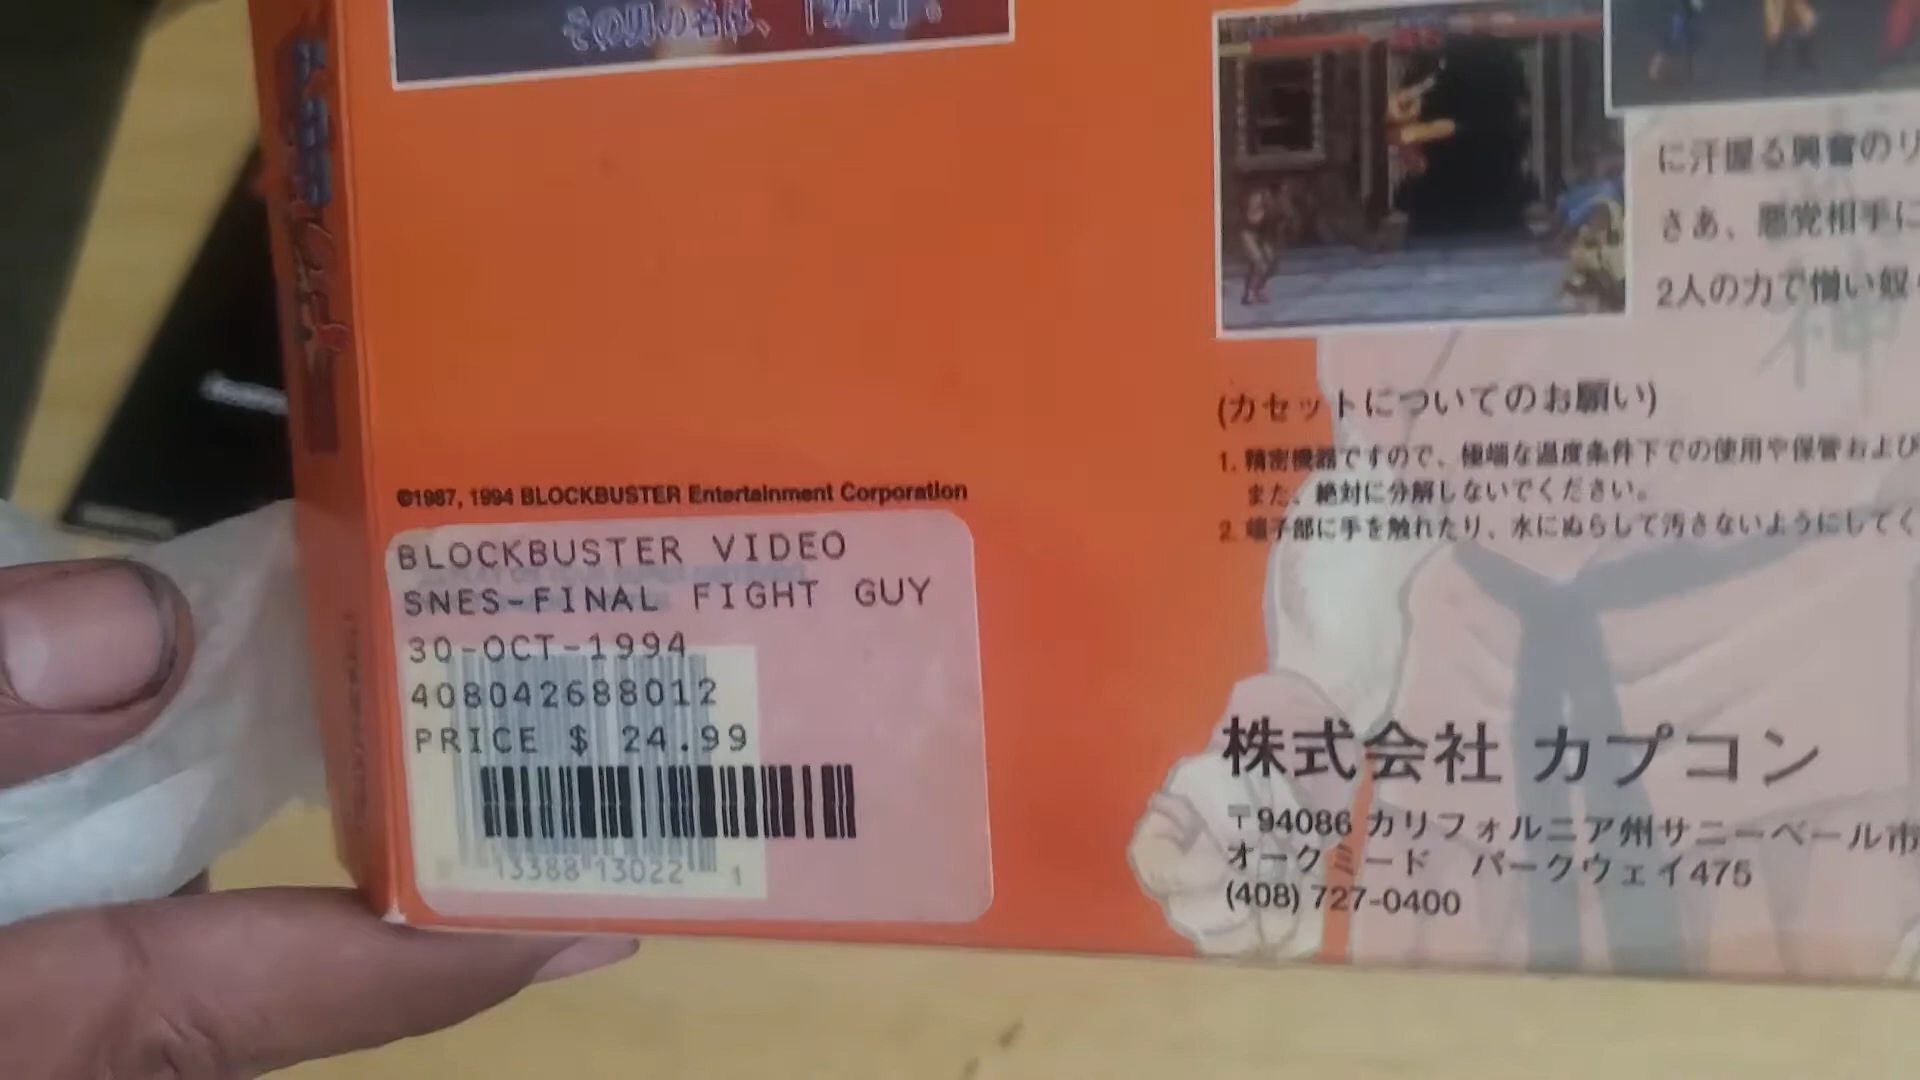 その男の名は、「ガイ」。
に汗握る興奮のリ
さあ、悪党相手に
2人の力で憎い奴
(カセットについてのお願い)
1. 精密機器ですので、極端な温度条件下での使用や保管および
また、絶対に分解しないでください。
2. 端子部に手を触れたり、水にぬらして汚さないようにしてく
©1987, 1994 BLOCKBUSTER Entertainment Corporation
BLOCKBUSTER VIDEO
SNES-FINAL FIGHT GUY
30-OCT-1994
408042688012
PRICE $ 24.99
13388 13022 1
株式会社 カプコン
〒94086 カリフォルニア州サニーベール市
オークミード パークウェイ475
(408) 727-0400